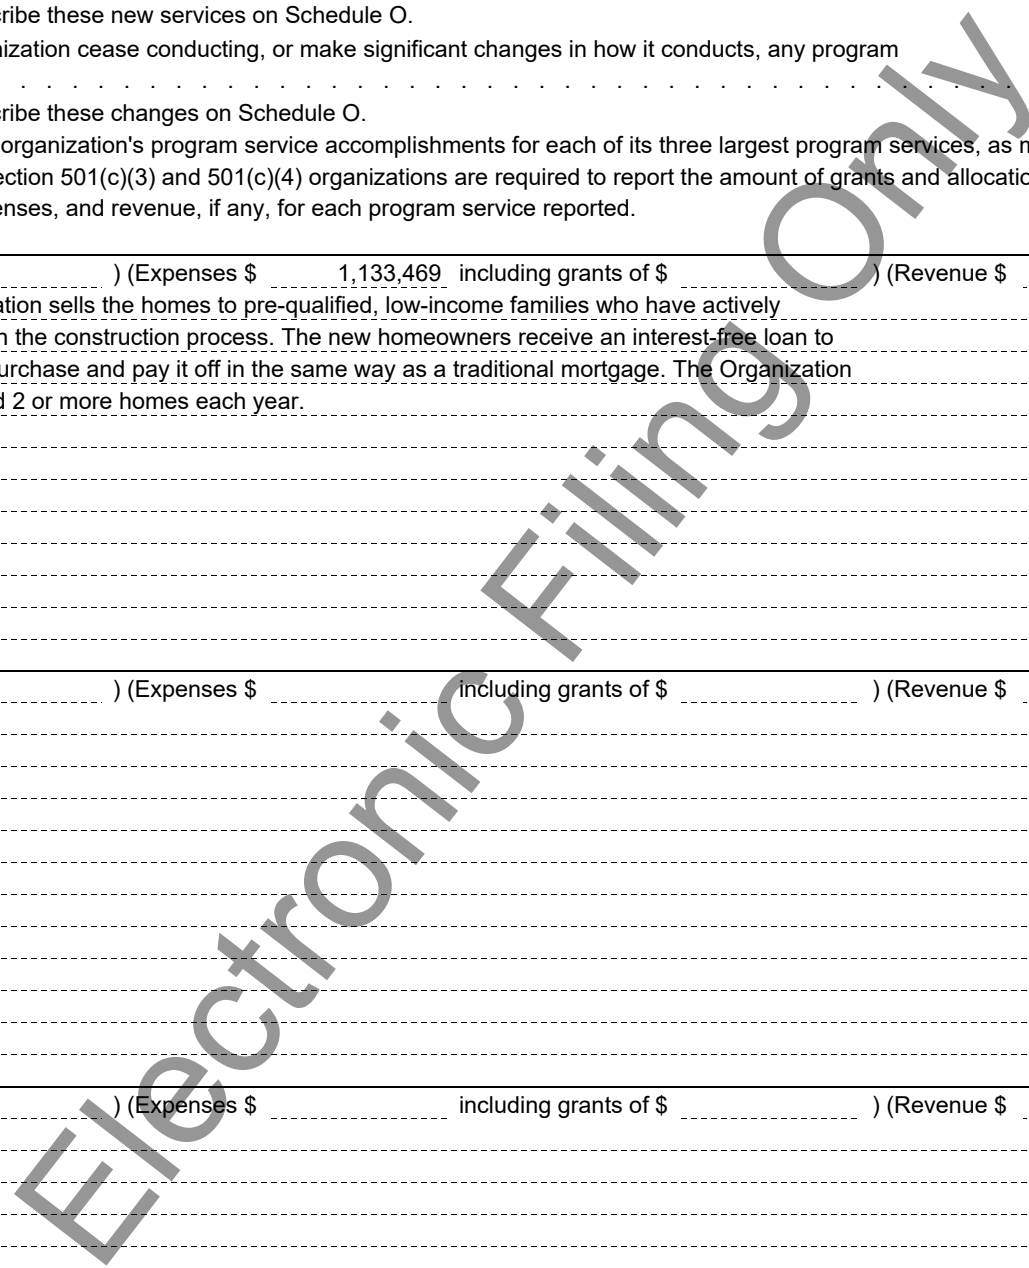 cribe these new services on Schedule O.
nization cease conducting, or make significant changes in how it conducts, any program
. . . . . . . . . . . . . . . . . . . . . . . . . . . . . . . . . . . . . . .
cribe these changes on Schedule O.
organization's program service accomplishments for each of its three largest program services, as m
ection 501(c)(3) and 501(c)(4) organizations are required to report the amount of grants and allocatio
enses, and revenue, if any, for each program service reported.
) (Expenses $ 1,133,469 including grants of $ ) (Revenue $
ation sells the homes to pre-qualified, low-income families who have actively
n the construction process. The new homeowners receive an interest-free loan to
urchase and pay it off in the same way as a traditional mortgage. The Organization
d 2 or more homes each year.
) (Expenses $ including grants of $ ) (Revenue $
) (Expenses $ including grants of $ ) (Revenue $
Electronic Filing Only